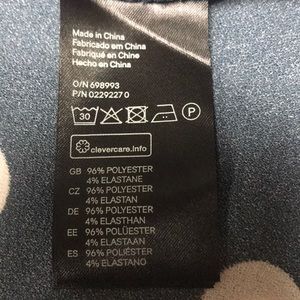 Made in China
Fabricado em China
Fabriqué en Chine
Hecho en China
O/N 698993
P/N 0229227 0
30 P
clevercare.info
GB 96% POLYESTER
4% ELASTANE
CZ 96% POLYESTER
4% ELASTAN
DE 96% POLYESTER
4% ELASTHAN
EE 96% POLÜESTER
4% ELASTAAN
ES 96% POLIÉSTER
4% ELASTANO